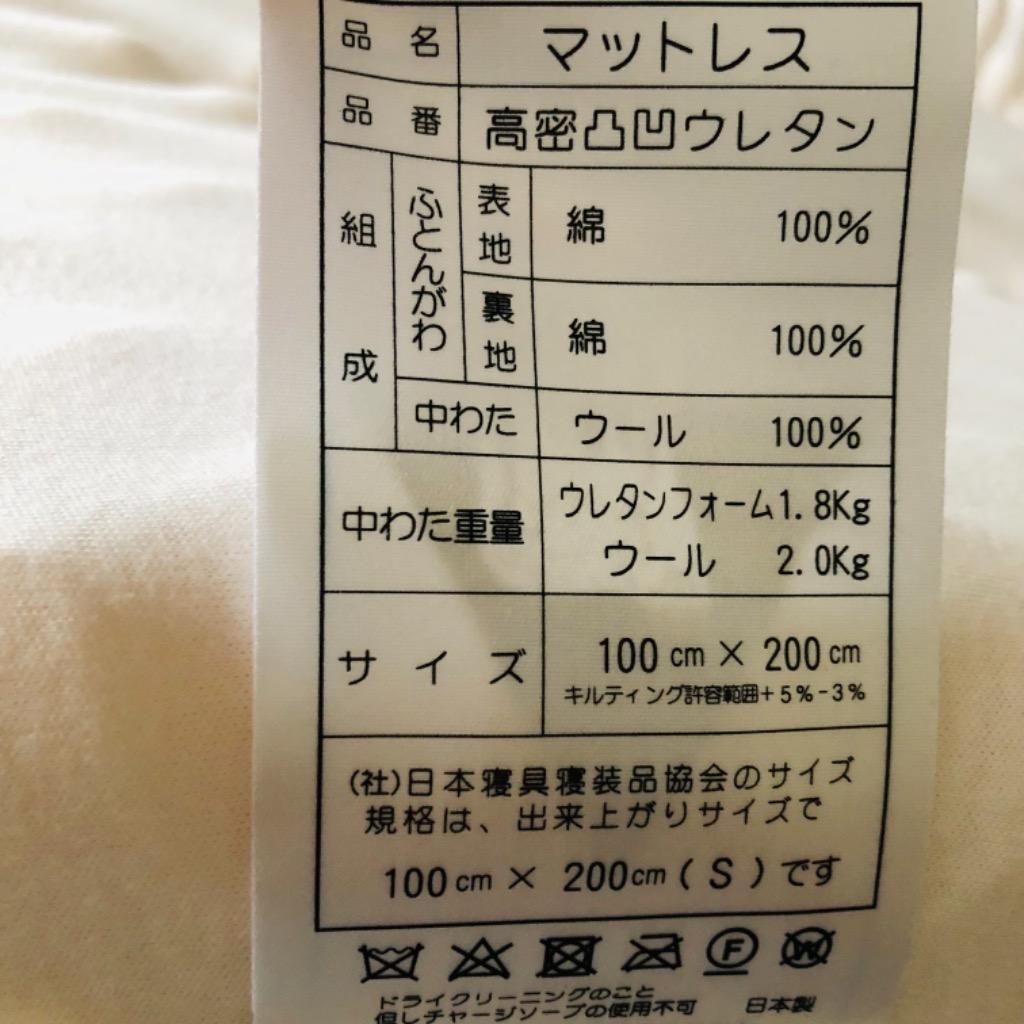 品名 マットレス
品番 高密凸凹ウレタン
組成 ふとんがわ 表地 綿 100%
裏地 綿 100%
中わた ウール 100%
中わた重量 ウレタンフォーム1.8Kg
ウール 2.0Kg
サイズ 100cm × 200cm
キルティング許容範囲+5%-3%
(社)日本寝具寝装品協会のサイズ
規格は、出来上がりサイズで
100cm × 200cm(S)です
F W
ドライクリーニングのこと
但しチャージソープの使用不可 日本製